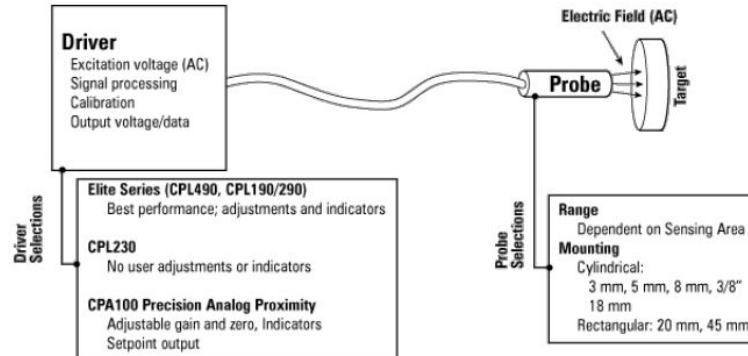 Electric Field (AC)
Driver
Excitation voltage (AC)
Signal processing
Calibration
Output voltage/data
Probe
Target
Driver
Selections
Elite Series (CPL490, CPL190/290)
Best performance; adjustments and indicators
CPL230
No user adjustments or indicators
CPA100 Precision Analog Proximity
Adjustable gain and zero, Indicators
Setpoint output
Probe
Selections
Range
Dependent on Sensing Area
Mounting
Cylindrical:
3 mm, 5 mm, 8 mm, 3/8"
18 mm
Rectangular: 20 mm, 45 mm